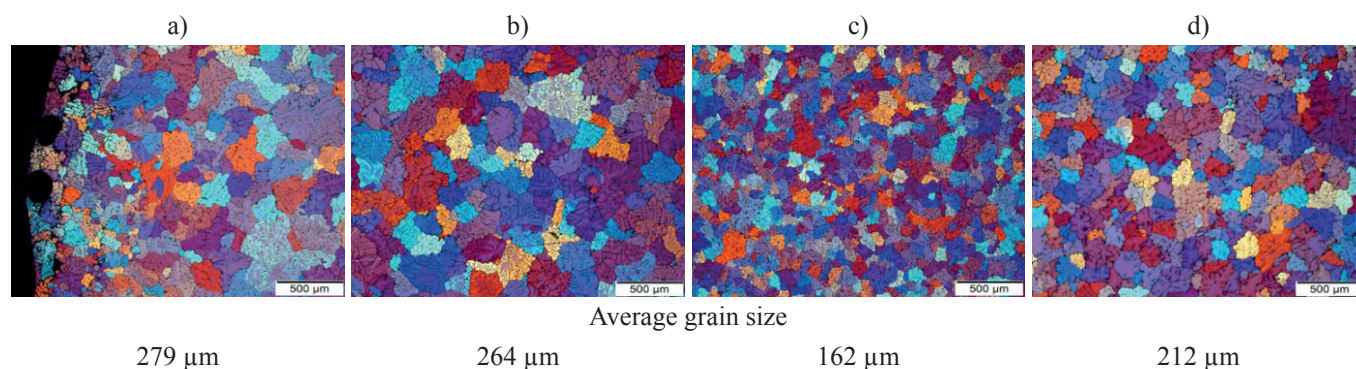 a) b) c) d)
500 µm 500 µm 500 µm 500 µm
Average grain size
279 µm 264 µm 162 µm 212 µm